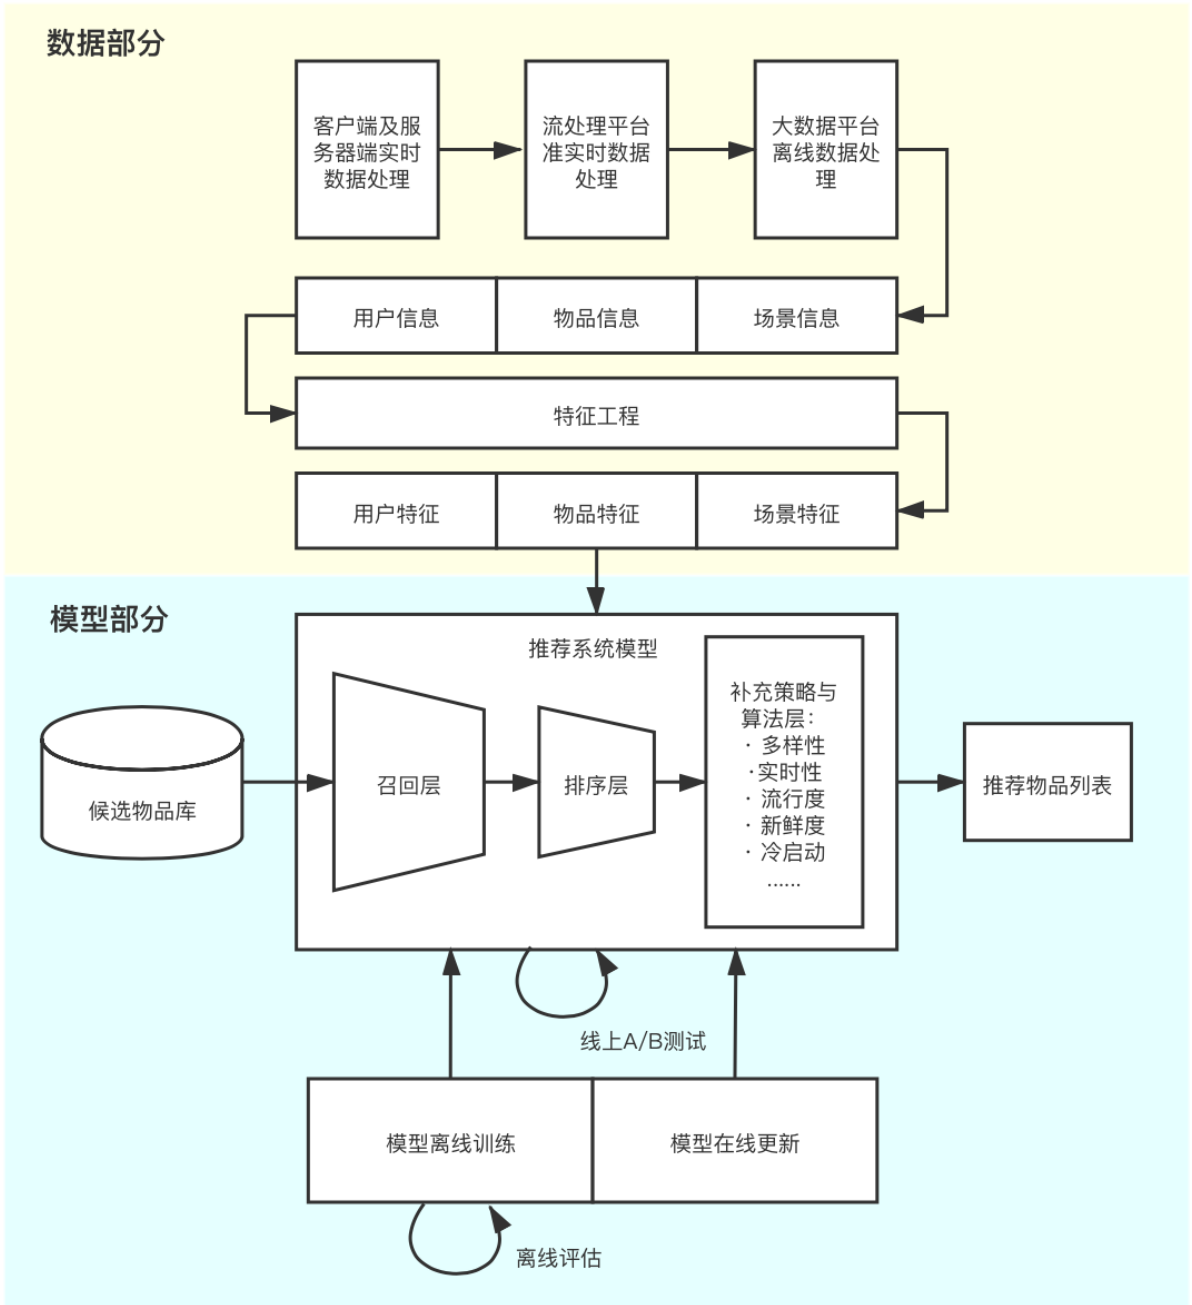 数据部分
客户端及服
务器端实时
数据处理
流处理平台
准实时数据
处理
大数据平台
离线数据处
理
用户信息
物品信息
场景信息
特征工程
用户特征
物品特征
场景特征
模型部分
推荐系统模型
候选物品库
召回层
排序层
补充策略与
算法层：
· 多样性
·实时性
· 流行度
· 新鲜度
· 冷启动
……
推荐物品列表
线上A/B测试
模型离线训练
模型在线更新
离线评估